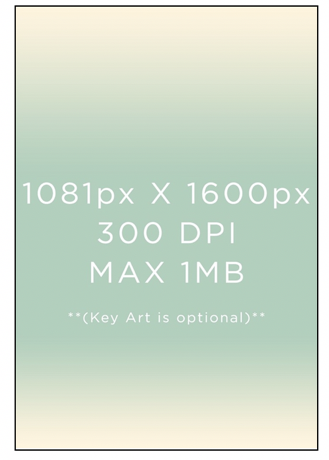 1081px X 1600px
300 DPI
MAX 1MB
**(Key Art is optional)**